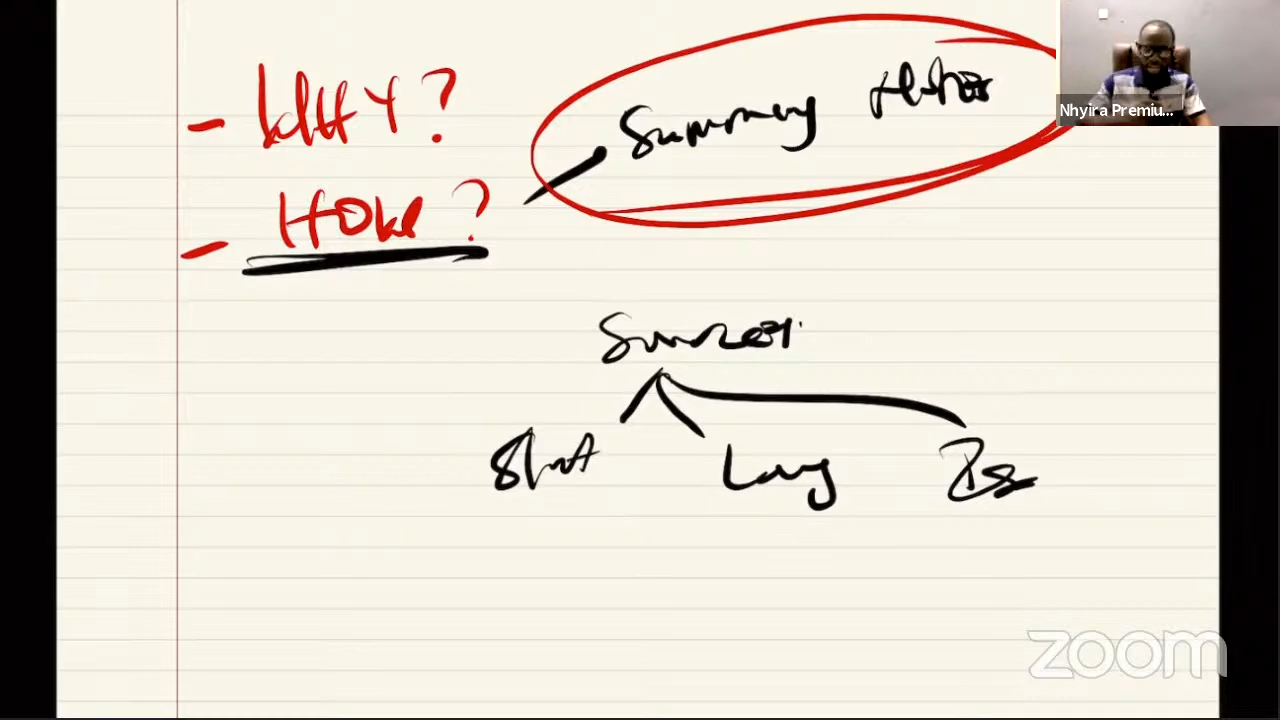 - WHY?
Summary
Nhyira Premiu...
- HOW?
Short Long
zoom